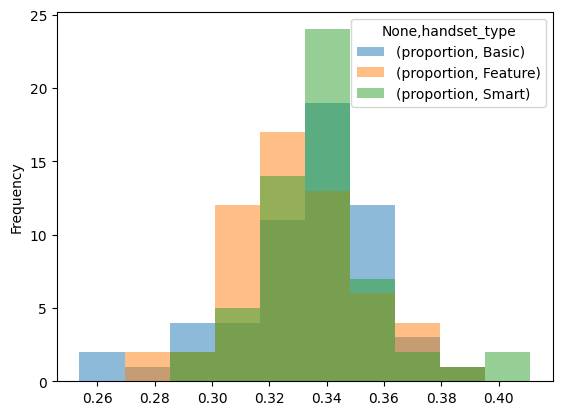 None,handset_type
(proportion, Basic)
(proportion, Feature)
(proportion, Smart)
Frequency
25
20
15
10
5
0
0.26 0.28 0.30 0.32 0.34 0.36 0.38 0.40